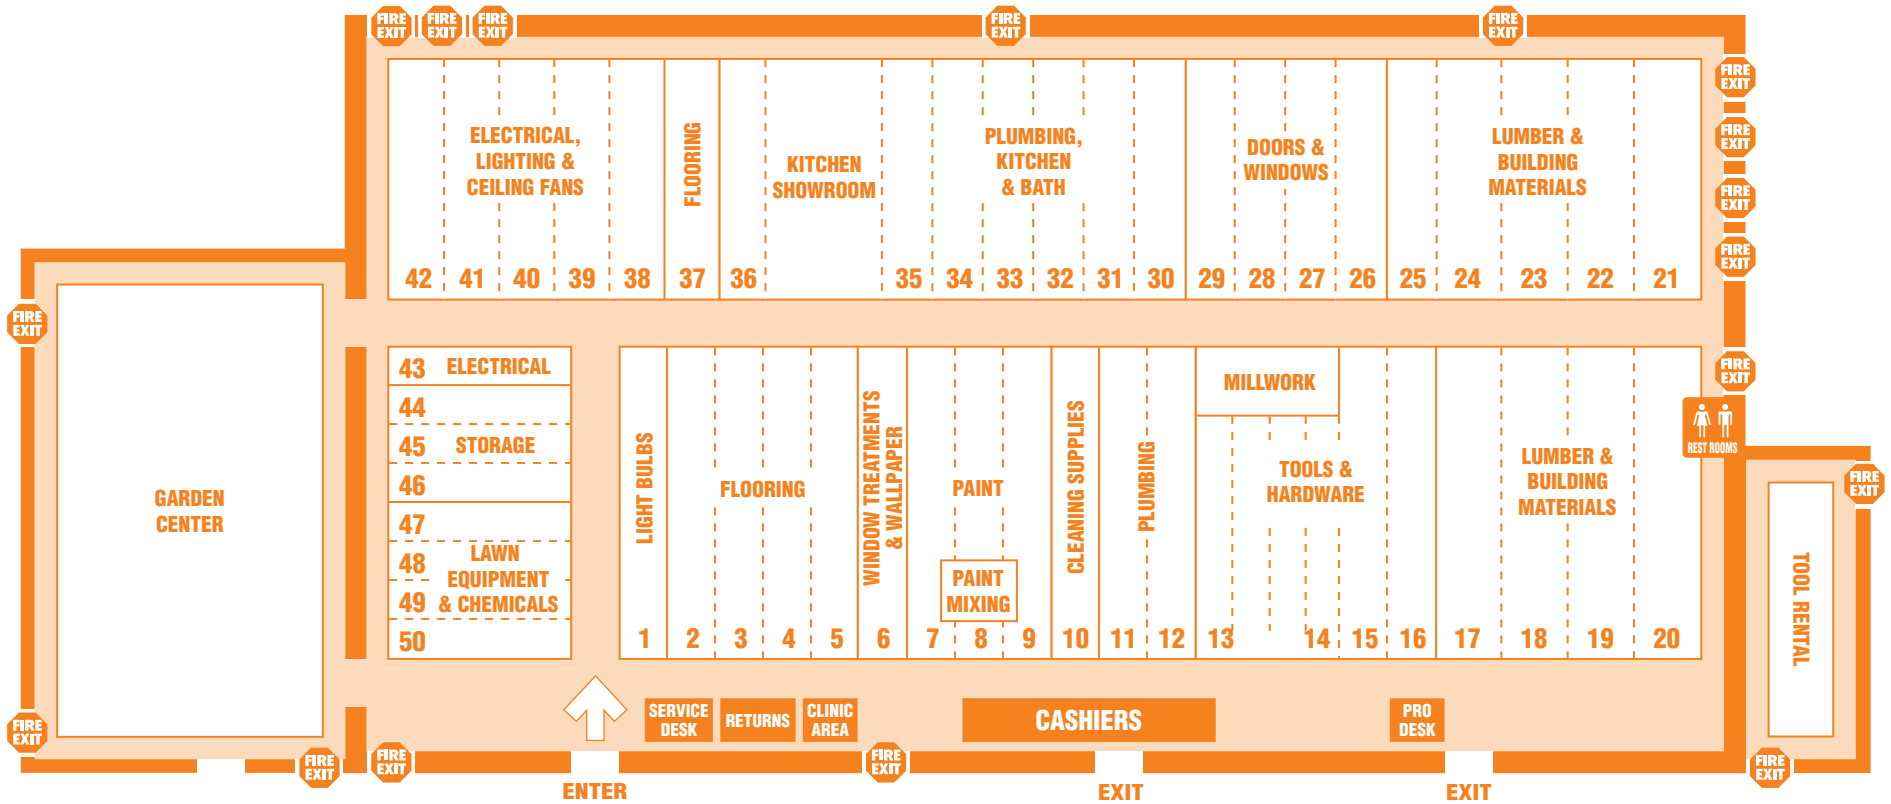 FIRE
EXIT
FIRE
EXIT
FIRE
EXIT
FIRE
EXIT
FIRE
EXIT
FIRE
EXIT
FIRE
EXIT
FIRE
EXIT
FIRE
EXIT
ELECTRICAL,
LIGHTING &
CEILING FANS
FLOORING
KITCHEN
SHOWROOM
PLUMBING,
KITCHEN
& BATH
DOORS &
WINDOWS
LUMBER &
BUILDING
MATERIALS
42 41 40 39 38 37 36 35 34 33 32 31 30 29 28 27 26 25 24 23 22 21
FIRE
EXIT
GARDEN
CENTER
FIRE
EXIT
FIRE
EXIT
43 ELECTRICAL
44
45 STORAGE
46
47
48
49
50
LAWN
EQUIPMENT
& CHEMICALS
LIGHT BULBS
FLOORING
WINDOW TREATMENTS
& WALLPAPER
PAINT
PAINT
MIXING
CLEANING SUPPLIES
PLUMBING
MILLWORK
TOOLS &
HARDWARE
LUMBER &
BUILDING
MATERIALS
1 2 3 4 5 6 7 8 9 10 11 12 13 14 15 16 17 18 19 20
FIRE
EXIT
REST ROOMS
FIRE
EXIT
TOOL RENTAL
FIRE
EXIT
SERVICE
DESK
RETURNS
CLINIC
AREA
CASHIERS
PRO
DESK
FIRE
EXIT
FIRE
EXIT
FIRE
EXIT
ENTER
EXIT
EXIT